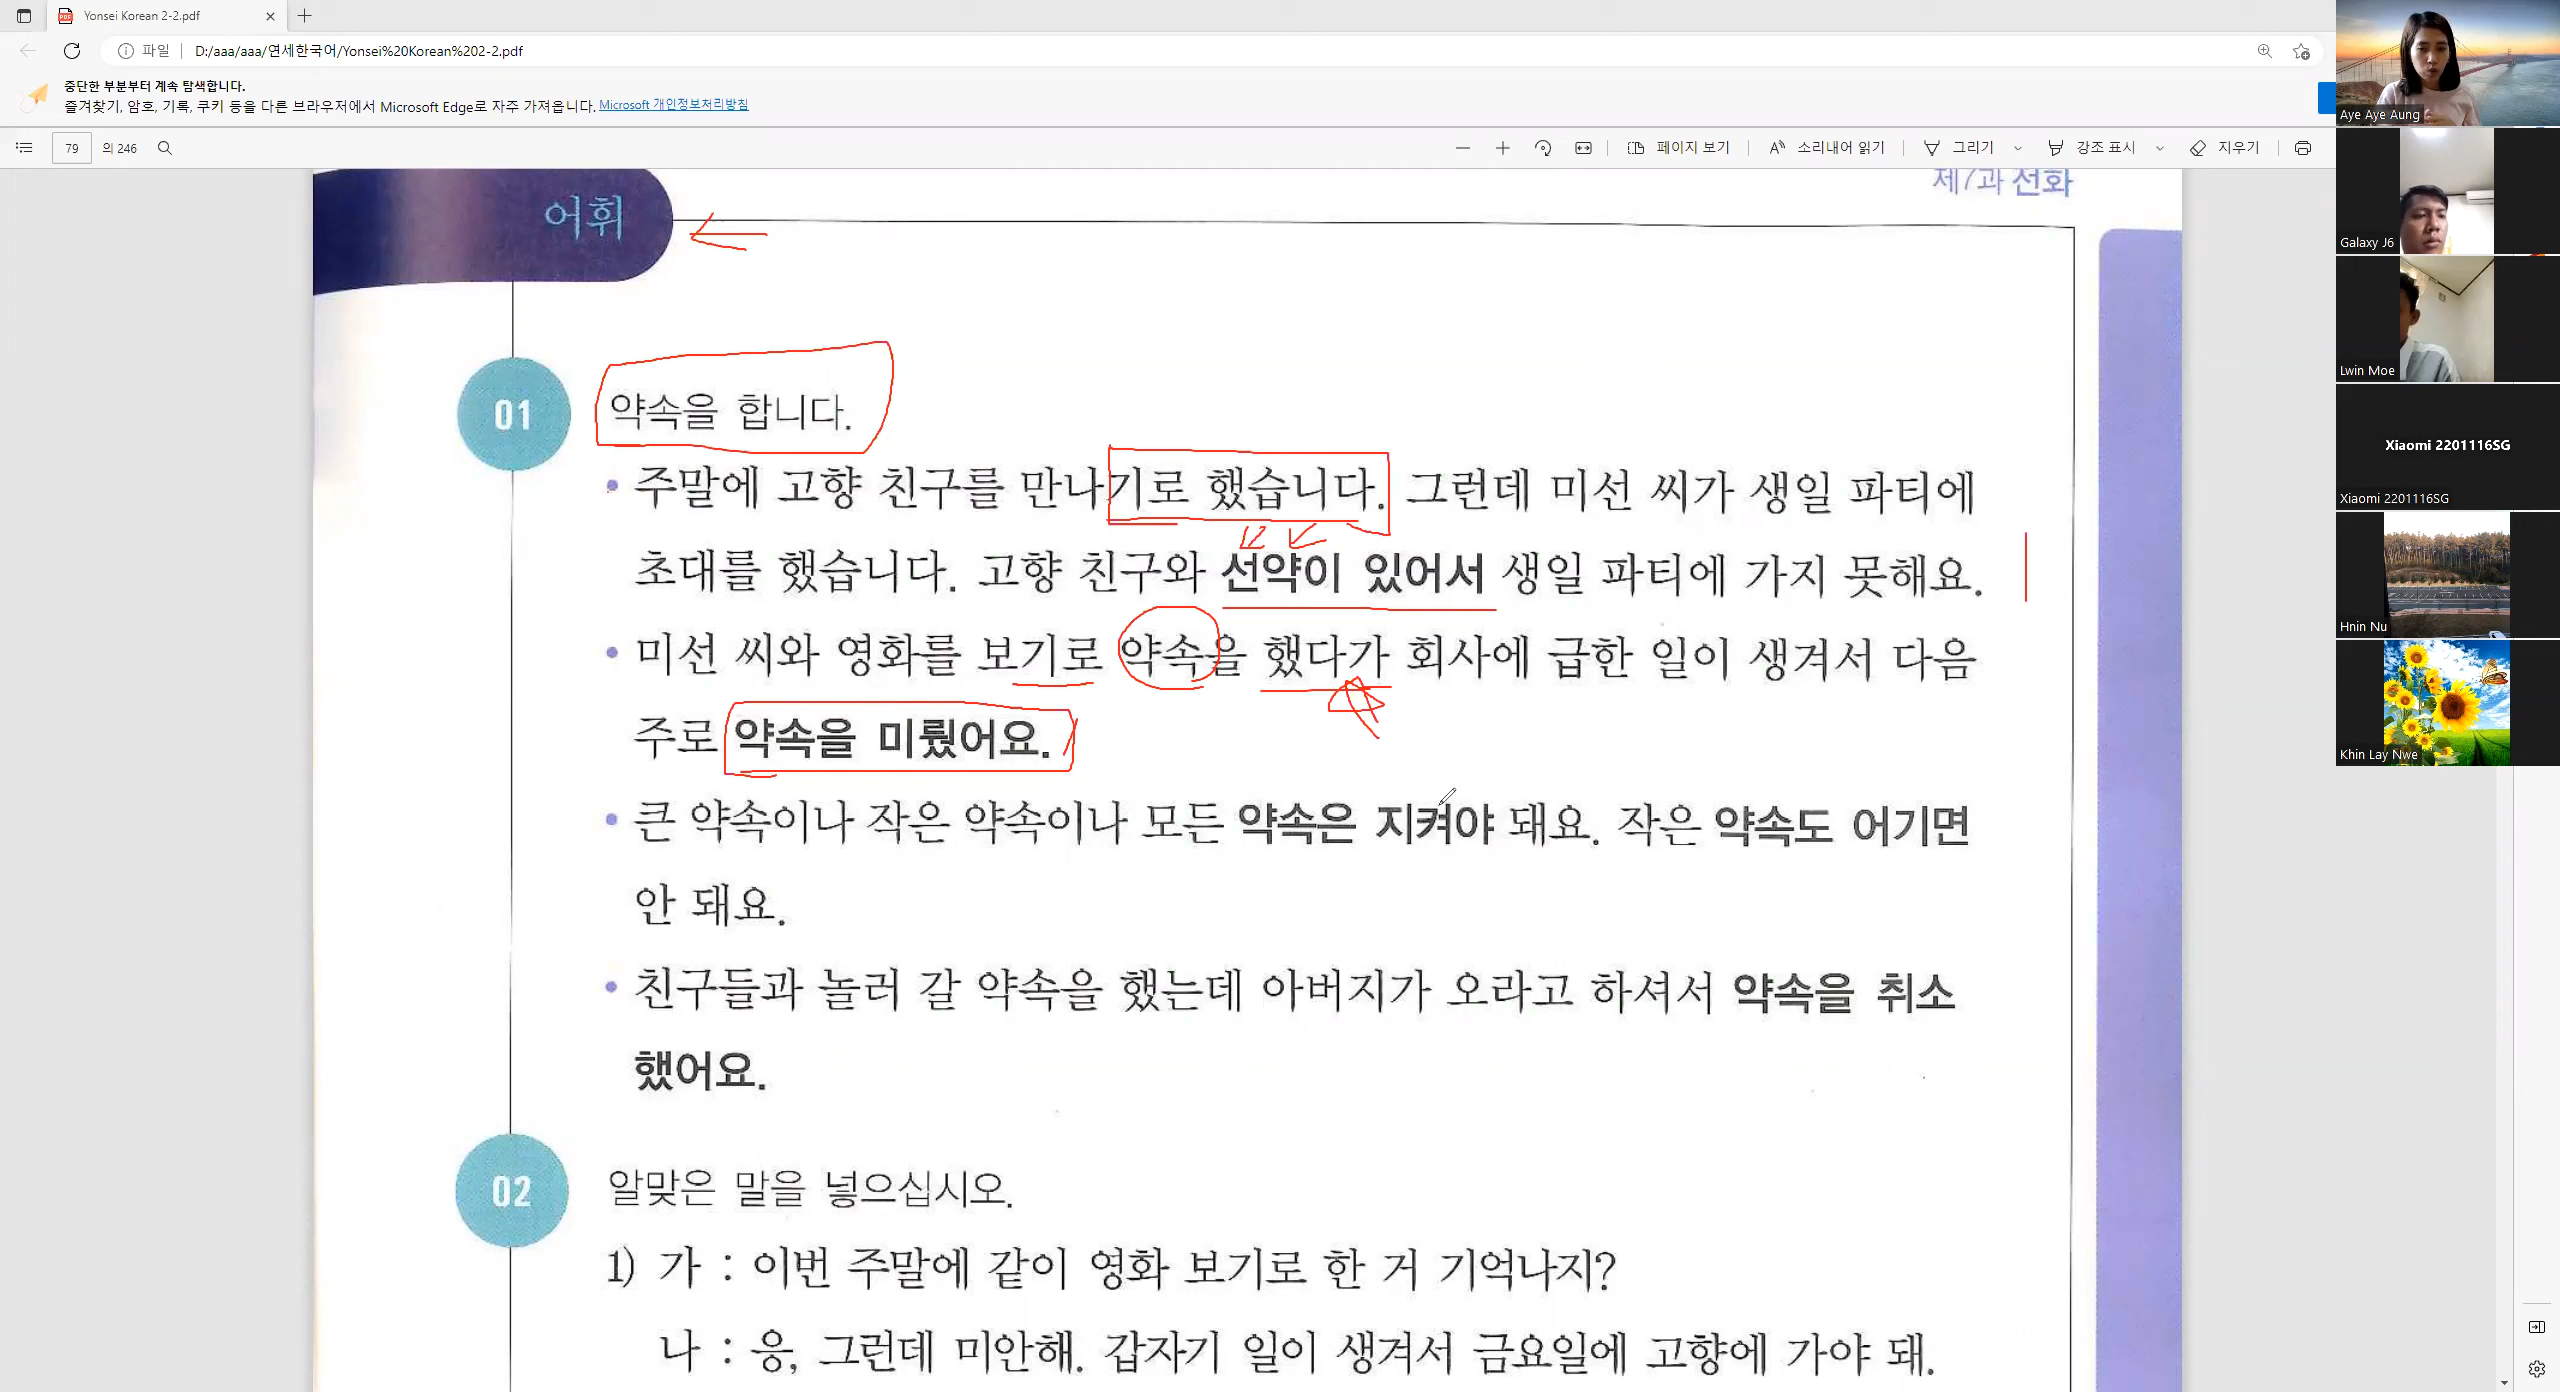 Yonsei Korean 2-2.pdf
파일 D:/aaa/aaa/연세한국어/Yonsei%20Korean%202-2.pdf
중단한 부분부터 계속 탐색합니다.
즐겨찾기, 암호, 기록, 쿠키 등을 다른 브라우저에서 Microsoft Edge로 자주 가져옵니다. Microsoft 개인정보처리방침
79 의 246 페이지 보기 소리내어 읽기 그리기 강조 표시 지우기
제7과 전화
어휘
01 약속을 합니다.
• 주말에 고향 친구를 만나기로 했습니다. 그런데 미선 씨가 생일 파티에
초대를 했습니다. 고향 친구와 선약이 있어서 생일 파티에 가지 못해요.
• 미선 씨와 영화를 보기로 약속을 했다가 회사에 급한 일이 생겨서 다음
주로 약속을 미뤘어요.
• 큰 약속이나 작은 약속이나 모든 약속은 지켜야 돼요. 작은 약속도 어기면
안 돼요.
• 친구들과 놀러 갈 약속을 했는데 아버지가 오라고 하셔서 약속을 취소
했어요.
02 알맞은 말을 넣으십시오.
1) 가 : 이번 주말에 같이 영화 보기로 한 거 기억나지?
나 : 응, 그런데 미안해. 갑자기 일이 생겨서 금요일에 고향에 가야 돼.
Aye Aye Aung
Galaxy J6
Lwin Moe
Xiaomi 2201116SG
Xiaomi 2201116SG
Hnin Nu
Khin Lay Nwe